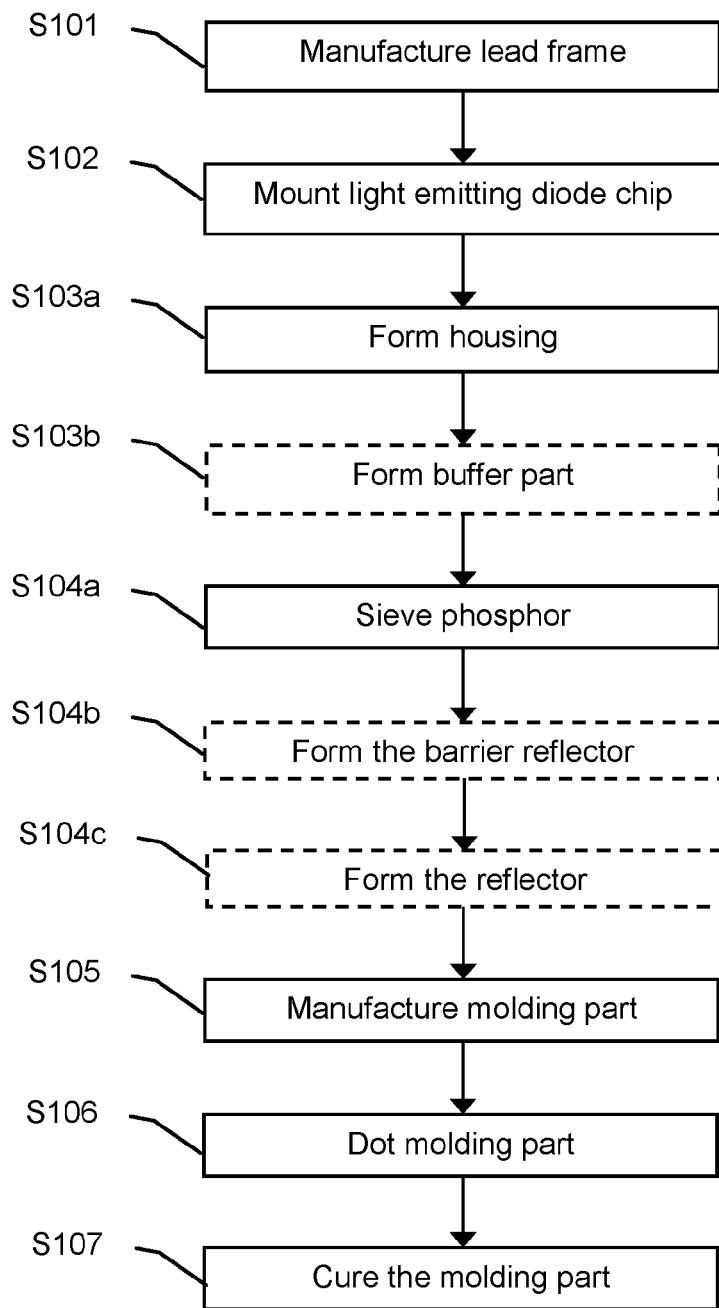 S101
Manufacture lead frame
S102
Mount light emitting diode chip
S103a
Form housing
S103b
Form buffer part
S104a
Sieve phosphor
S104b
Form the barrier reflector
S104c
Form the reflector
S105
Manufacture molding part
S106
Dot molding part
S107
Cure the molding part